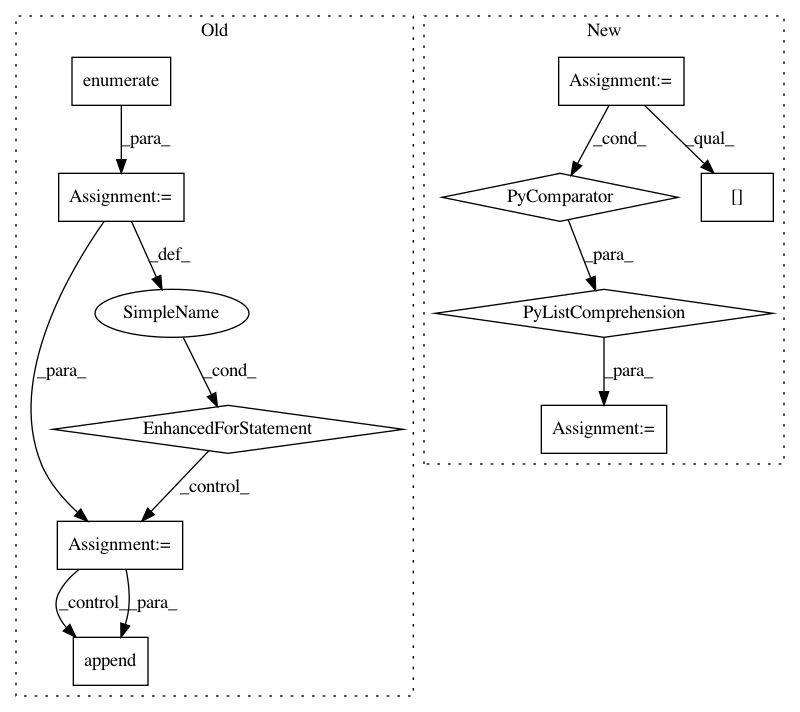 Old
New
enumerate
Assignment:=
_para_
_cond_
_qual_
Assignment:=
PyComparator
[]
_def_
_para_
SimpleName
PyListComprehension
_para_
_cond_
_para_
EnhancedForStatement
Assignment:=
_control_
Assignment:=
_control_
_para_
append